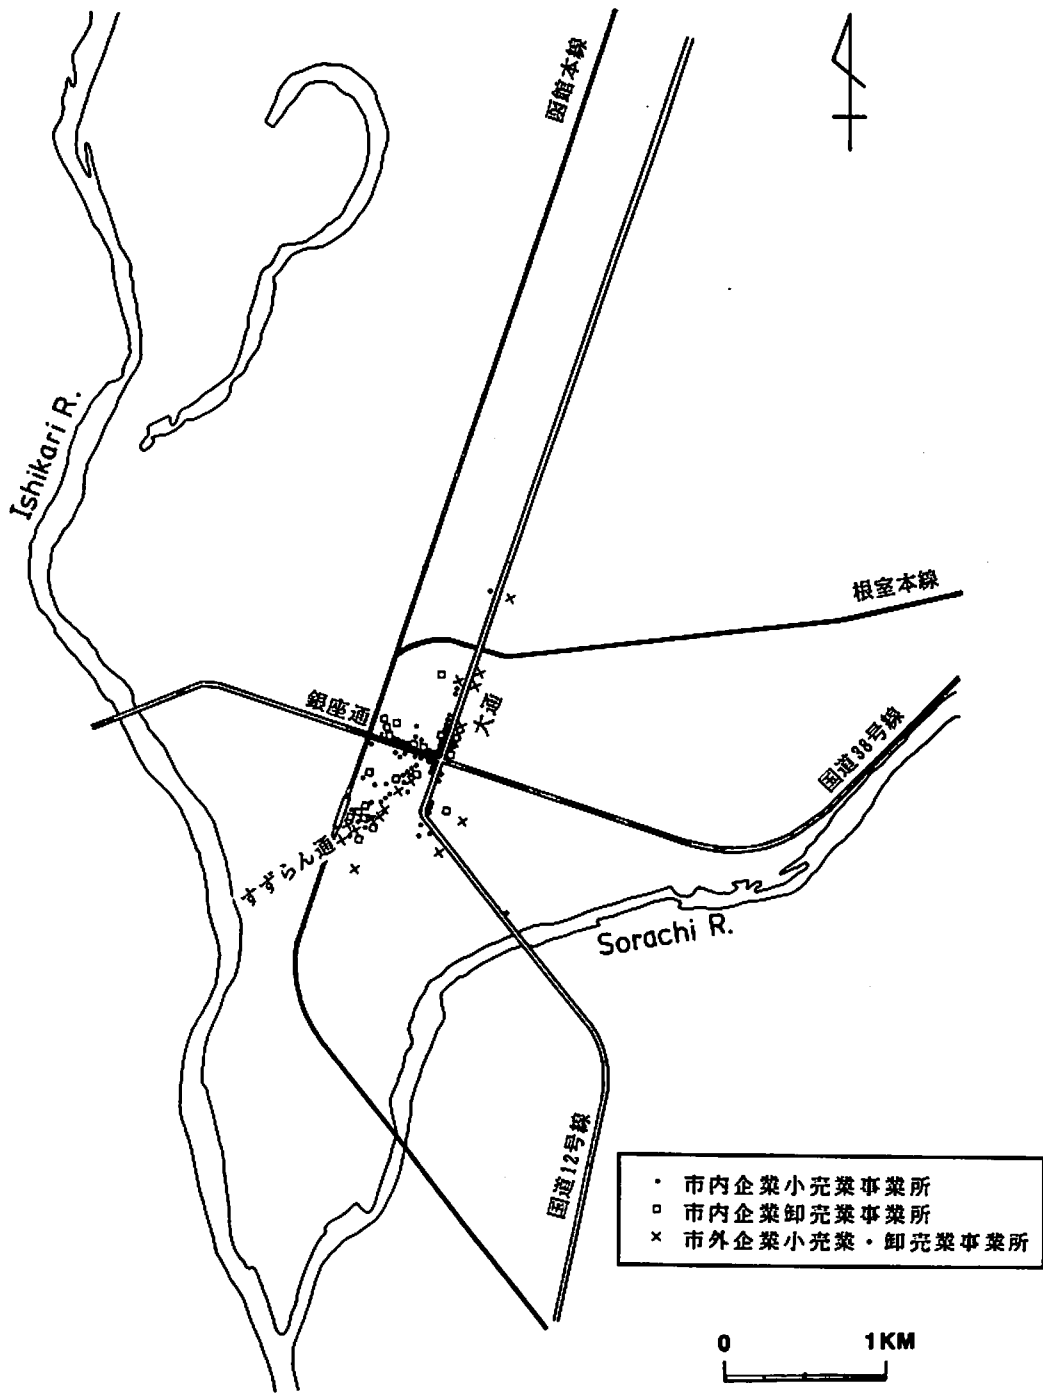 函館本線
Ishikari R.
根室本線
銀座通
大通
国道38号線
すずらん通
Sorachi R.
国道12号線
• 市内企業小売業事業所
□ 市内企業卸売業事業所
× 市外企業小売業・卸売業事業所
0 1KM